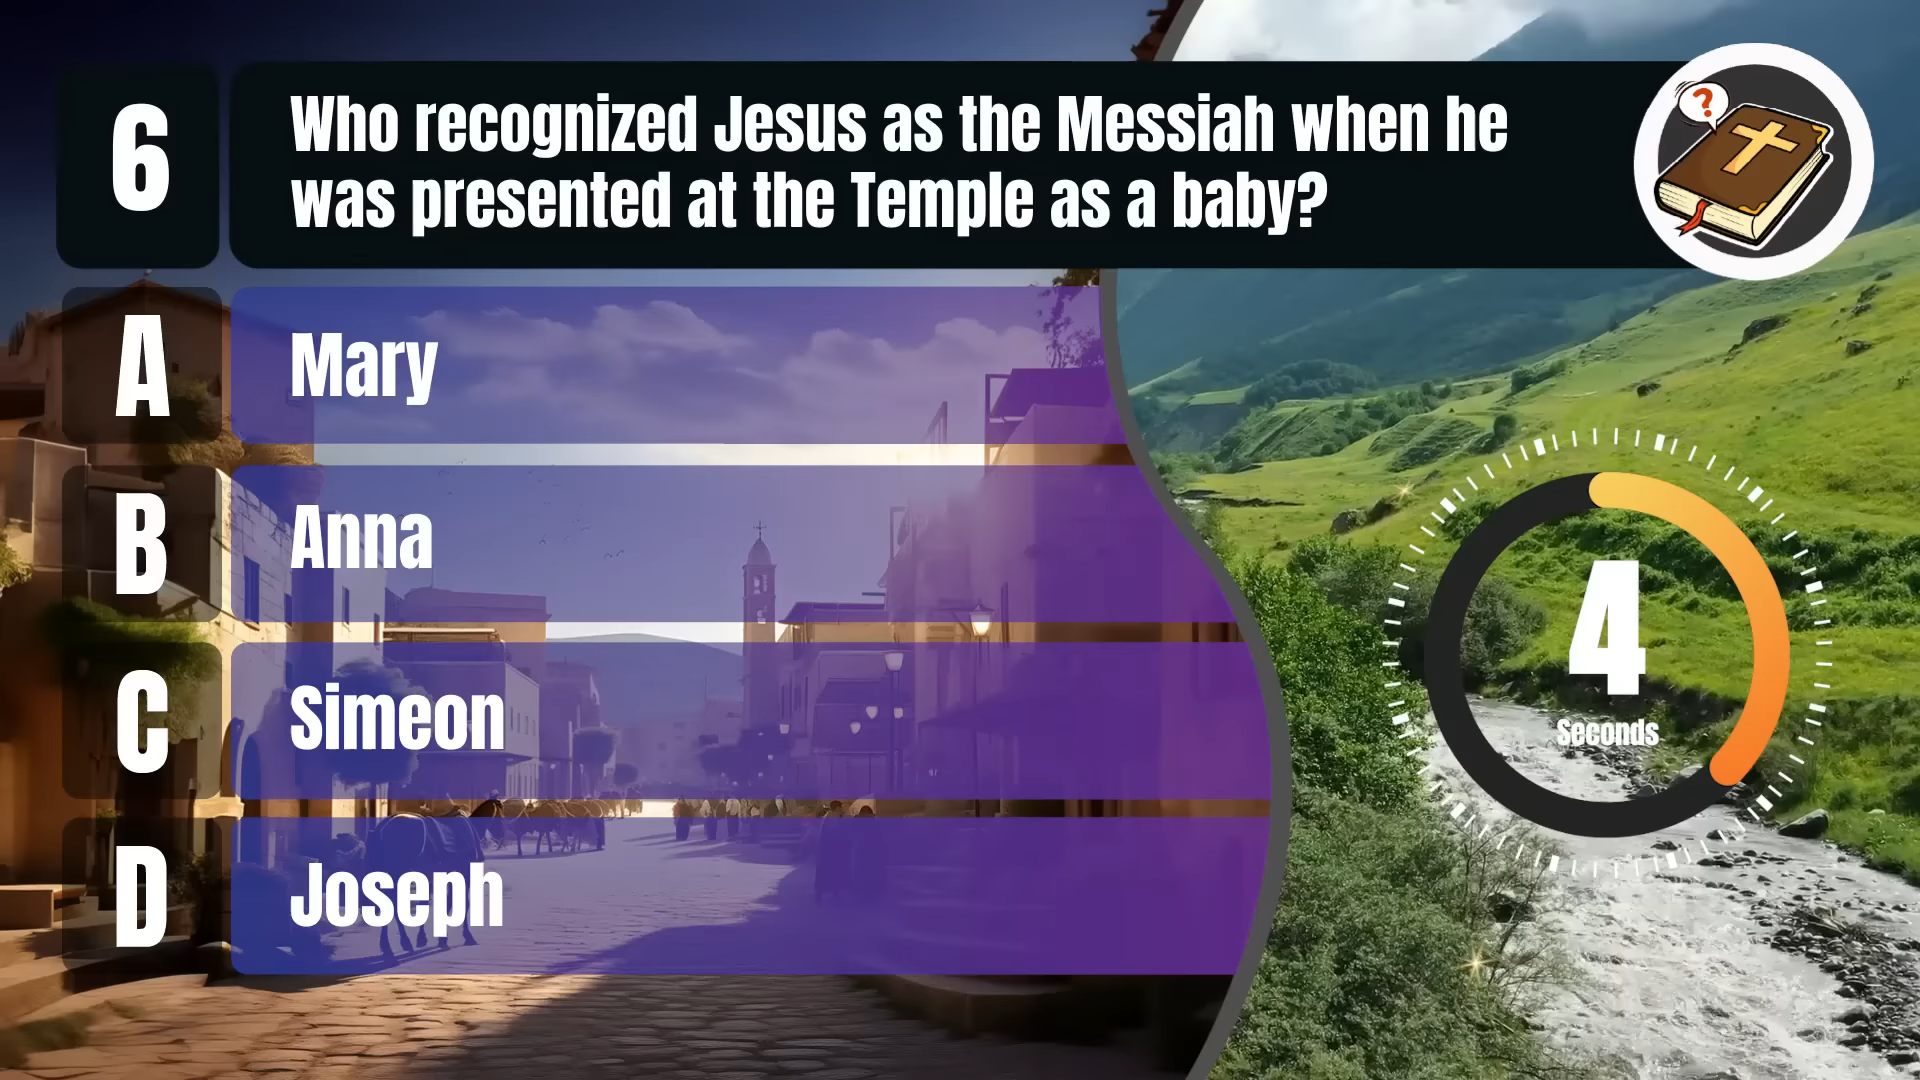 6
Who recognized Jesus as the Messiah when he
was presented at the Temple as a baby?
?
A
Mary
B
Anna
C
Simeon
D
Joseph
4
Seconds